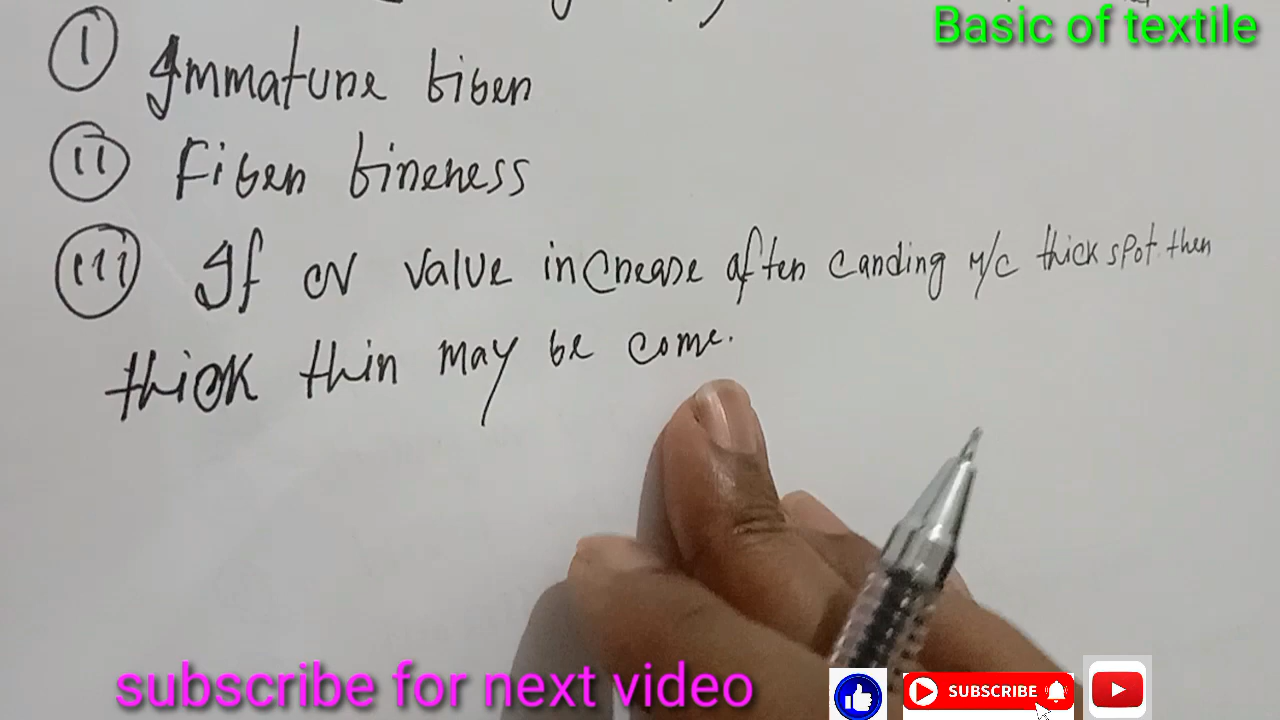 Basic of textile
(i) Immature fiber
(ii) Fiber fineness
(iii) If cv value increase after carding m/c thick spot then
thick thin may be come.
subscribe for next video
SUBSCRIBE